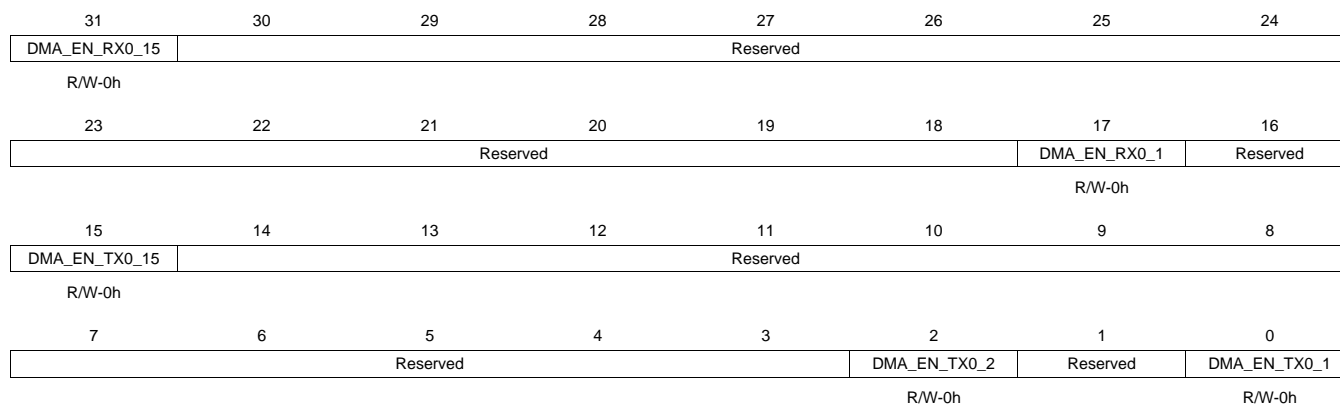 31 30 29 28 27 26 25 24
DMA_EN_RX0_15 Reserved
R/W-0h
23 22 21 20 19 18 17 16
Reserved DMA_EN_RX0_1 Reserved
R/W-0h
15 14 13 12 11 10 9 8
DMA_EN_TX0_15 Reserved
R/W-0h
7 6 5 4 3 2 1 0
Reserved DMA_EN_TX0_2 Reserved DMA_EN_TX0_1
R/W-0h R/W-0h